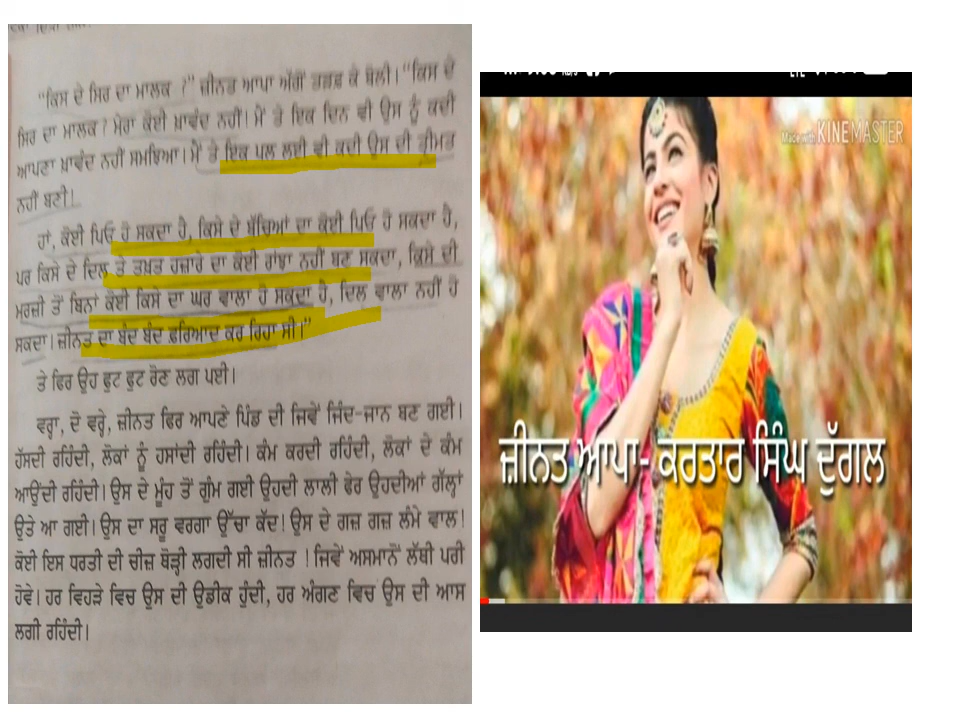 "ਕਿਸ ਦੇ ਸਿਰ ਦਾ ਮਾਲਕ ?" ਜ਼ੀਨਤ ਆਪਾ ਅੱਗੋਂ ਤੜਫ਼ ਕੇ ਬੋਲੀ। "ਕਿਸ ਦੇ
ਸਿਰ ਦਾ ਮਾਲਕ ? ਮੇਰਾ ਕੋਈ ਖ਼ਾਵੰਦ ਨਹੀਂ। ਮੈਂ ਤੇ ਇਕ ਦਿਨ ਵੀ ਉਸ ਨੂੰ ਕਦੀ
ਆਪਣਾ ਖ਼ਾਵੰਦ ਨਹੀਂ ਸਮਝਿਆ। ਮੈਂ ਤੇ ਇਕ ਪਲ ਲਈ ਵੀ ਕਦੀ ਉਸ ਦੀ ਤ੍ਰੀਮਤ
ਨਹੀਂ ਬਣੀ।
ਹਾਂ, ਕੋਈ ਪਿਓ ਹੋ ਸਕਦਾ ਹੈ, ਕਿਸੇ ਦੇ ਬੱਚਿਆਂ ਦਾ ਕੋਈ ਪਿਓ ਹੋ ਸਕਦਾ ਹੈ,
ਪਰ ਕਿਸੇ ਦੇ ਦਿਲ ਤੇ ਤਖ਼ਤ ਹਜ਼ਾਰੇ ਦਾ ਕੋਈ ਰਾਂਝਾ ਨਹੀਂ ਬਣ ਸਕਦਾ, ਕਿਸੇ ਦੀ
ਮਰਜ਼ੀ ਤੋਂ ਬਿਨਾਂ ਕੋਈ ਕਿਸੇ ਦਾ ਘਰ ਵਾਲਾ ਹੋ ਸਕਦਾ ਹੈ, ਦਿਲ ਵਾਲਾ ਨਹੀਂ ਹੋ
ਸਕਦਾ। ਜ਼ੀਨਤ ਦਾ ਬੰਦ ਬੰਦ ਫ਼ਰਿਆਦ ਕਰ ਰਿਹਾ ਸੀ।"
ਤੇ ਫਿਰ ਉਹ ਫੁਟ ਫੁਟ ਰੋਣ ਲਗ ਪਈ।
ਵਰ੍ਹਾ, ਦੋ ਵਰ੍ਹੇ, ਜ਼ੀਨਤ ਫਿਰ ਆਪਣੇ ਪਿੰਡ ਦੀ ਜਿਵੇਂ ਜਿੰਦ-ਜਾਨ ਬਣ ਗਈ।
ਹੱਸਦੀ ਰਹਿੰਦੀ, ਲੋਕਾਂ ਨੂੰ ਹਸਾਂਦੀ ਰਹਿੰਦੀ। ਕੰਮ ਕਰਦੀ ਰਹਿੰਦੀ, ਲੋਕਾਂ ਦੇ ਕੰਮ
ਆਉਂਦੀ ਰਹਿੰਦੀ। ਉਸ ਦੇ ਮੂੰਹ ਤੋਂ ਗੁੰਮ ਗਈ ਉਹਦੀ ਲਾਲੀ ਫੇਰ ਉਹਦੀਆਂ ਗੱਲ੍ਹਾਂ
ਉਤੇ ਆ ਗਈ। ਉਸ ਦਾ ਸਰੂ ਵਰਗਾ ਉੱਚਾ ਕੱਦ। ਉਸ ਦੇ ਗਜ਼ ਗਜ਼ ਲੰਮੇ ਵਾਲ!
ਕੋਈ ਇਸ ਧਰਤੀ ਦੀ ਚੀਜ਼ ਥੋੜ੍ਹੀ ਲਗਦੀ ਸੀ ਜ਼ੀਨਤ ! ਜਿਵੇਂ ਅਸਮਾਨੋਂ ਲੱਥੀ ਪਰੀ
ਹੋਵੇ। ਹਰ ਵਿਹੜੇ ਵਿਚ ਉਸ ਦੀ ਉਡੀਕ ਹੁੰਦੀ, ਹਰ ਅੰਗਣ ਵਿਚ ਉਸ ਦੀ ਆਸ
ਲਗੀ ਰਹਿੰਦੀ।
Made with KINEMASTER
ਜ਼ੀਨਤ ਆਪਾ- ਕਰਤਾਰ ਸਿੰਘ ਦੁੱਗਲ